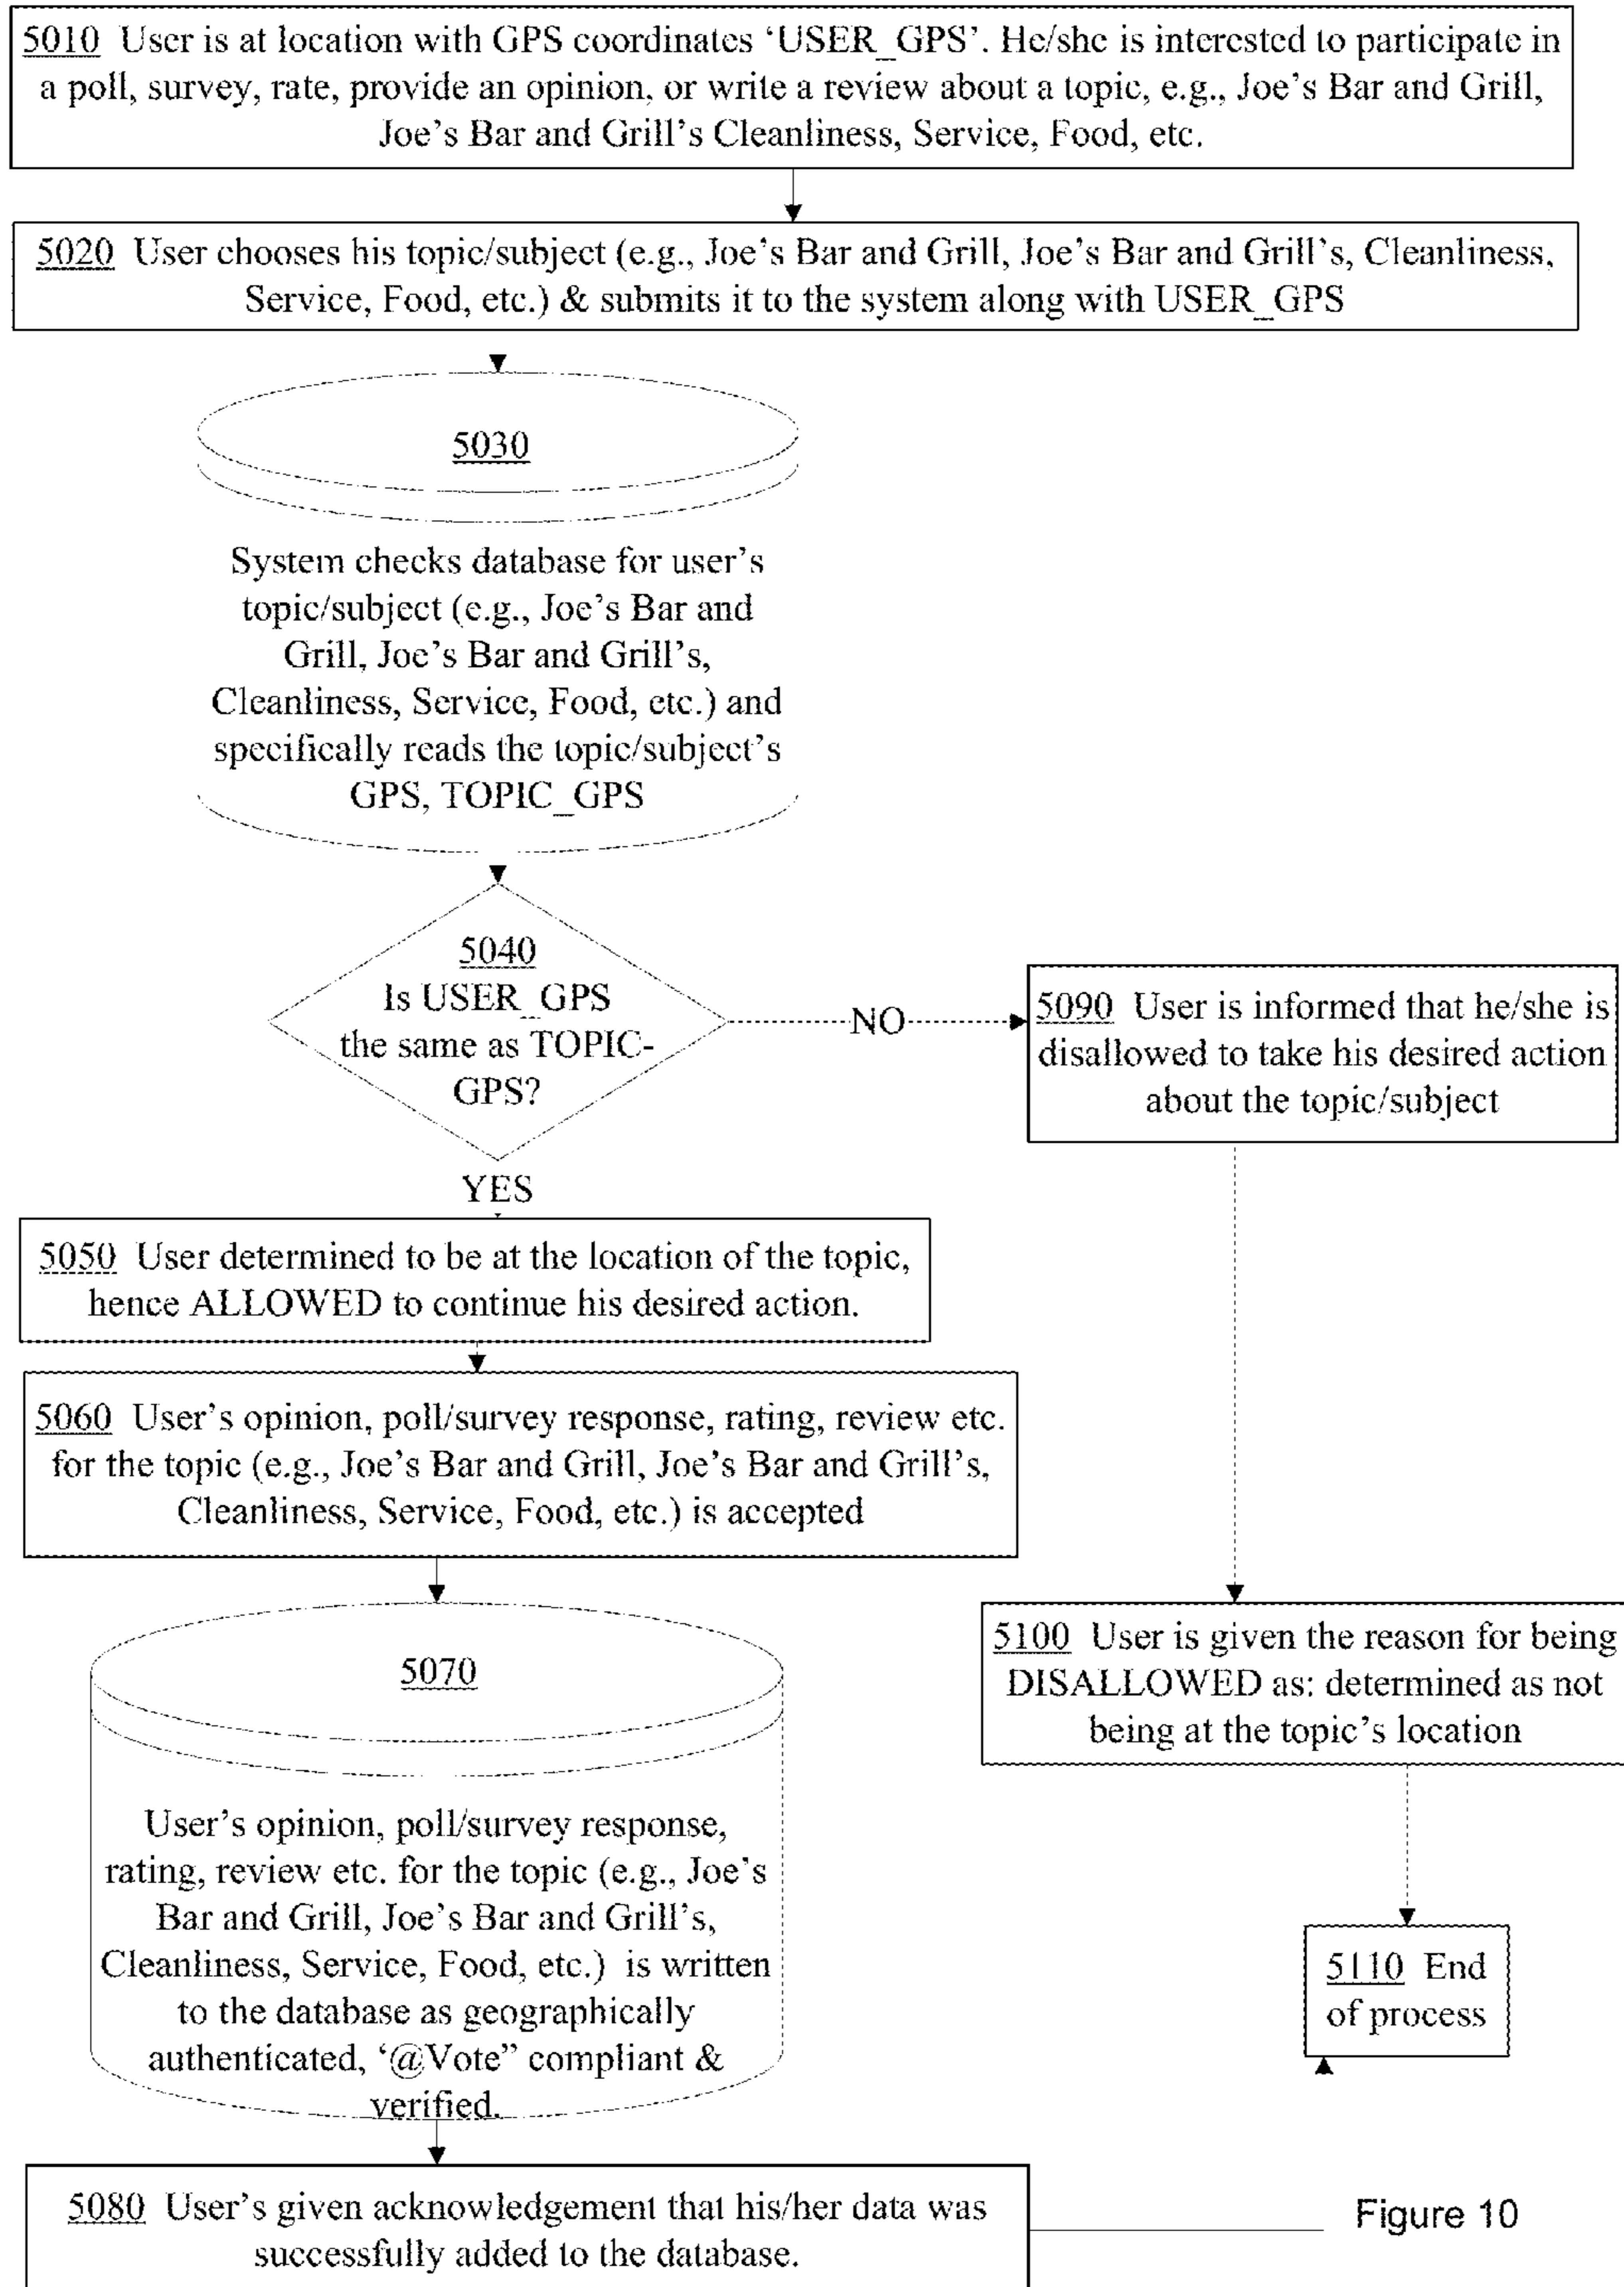 5010 User is at location with GPS coordinates ‘USER_GPS’. He/she is interested to participate in
a poll, survey, rate, provide an opinion, or write a review about a topic, e.g., Joe’s Bar and Grill,
Joe’s Bar and Grill’s Cleanliness, Service, Food, etc.
5020 User chooses his topic/subject (e.g., Joe’s Bar and Grill, Joe’s Bar and Grill’s, Cleanliness,
Service, Food, etc.) & submits it to the system along with USER_GPS
5030
System checks database for user’s
topic/subject (e.g., Joe’s Bar and
Grill, Joe’s Bar and Grill’s,
Cleanliness, Service, Food, etc.) and
specifically reads the topic/subject’s
GPS, TOPIC_GPS
5040
Is USER_GPS
the same as TOPIC-
GPS?
NO
5090 User is informed that he/she is
disallowed to take his desired action
about the topic/subject
YES
5050 User determined to be at the location of the topic,
hence ALLOWED to continue his desired action.
5060 User’s opinion, poll/survey response, rating, review etc.
for the topic (e.g., Joe’s Bar and Grill, Joe’s Bar and Grill’s,
Cleanliness, Service, Food, etc.) is accepted
5070
User’s opinion, poll/survey response,
rating, review etc. for the topic (e.g., Joe’s
Bar and Grill, Joe’s Bar and Grill’s,
Cleanliness, Service, Food, etc.) is written
to the database as geographically
authenticated, ‘@Vote” compliant &
verified.
5100 User is given the reason for being
DISALLOWED as: determined as not
being at the topic’s location
5110 End
of process
5080 User’s given acknowledgement that his/her data was
successfully added to the database.
Figure 10